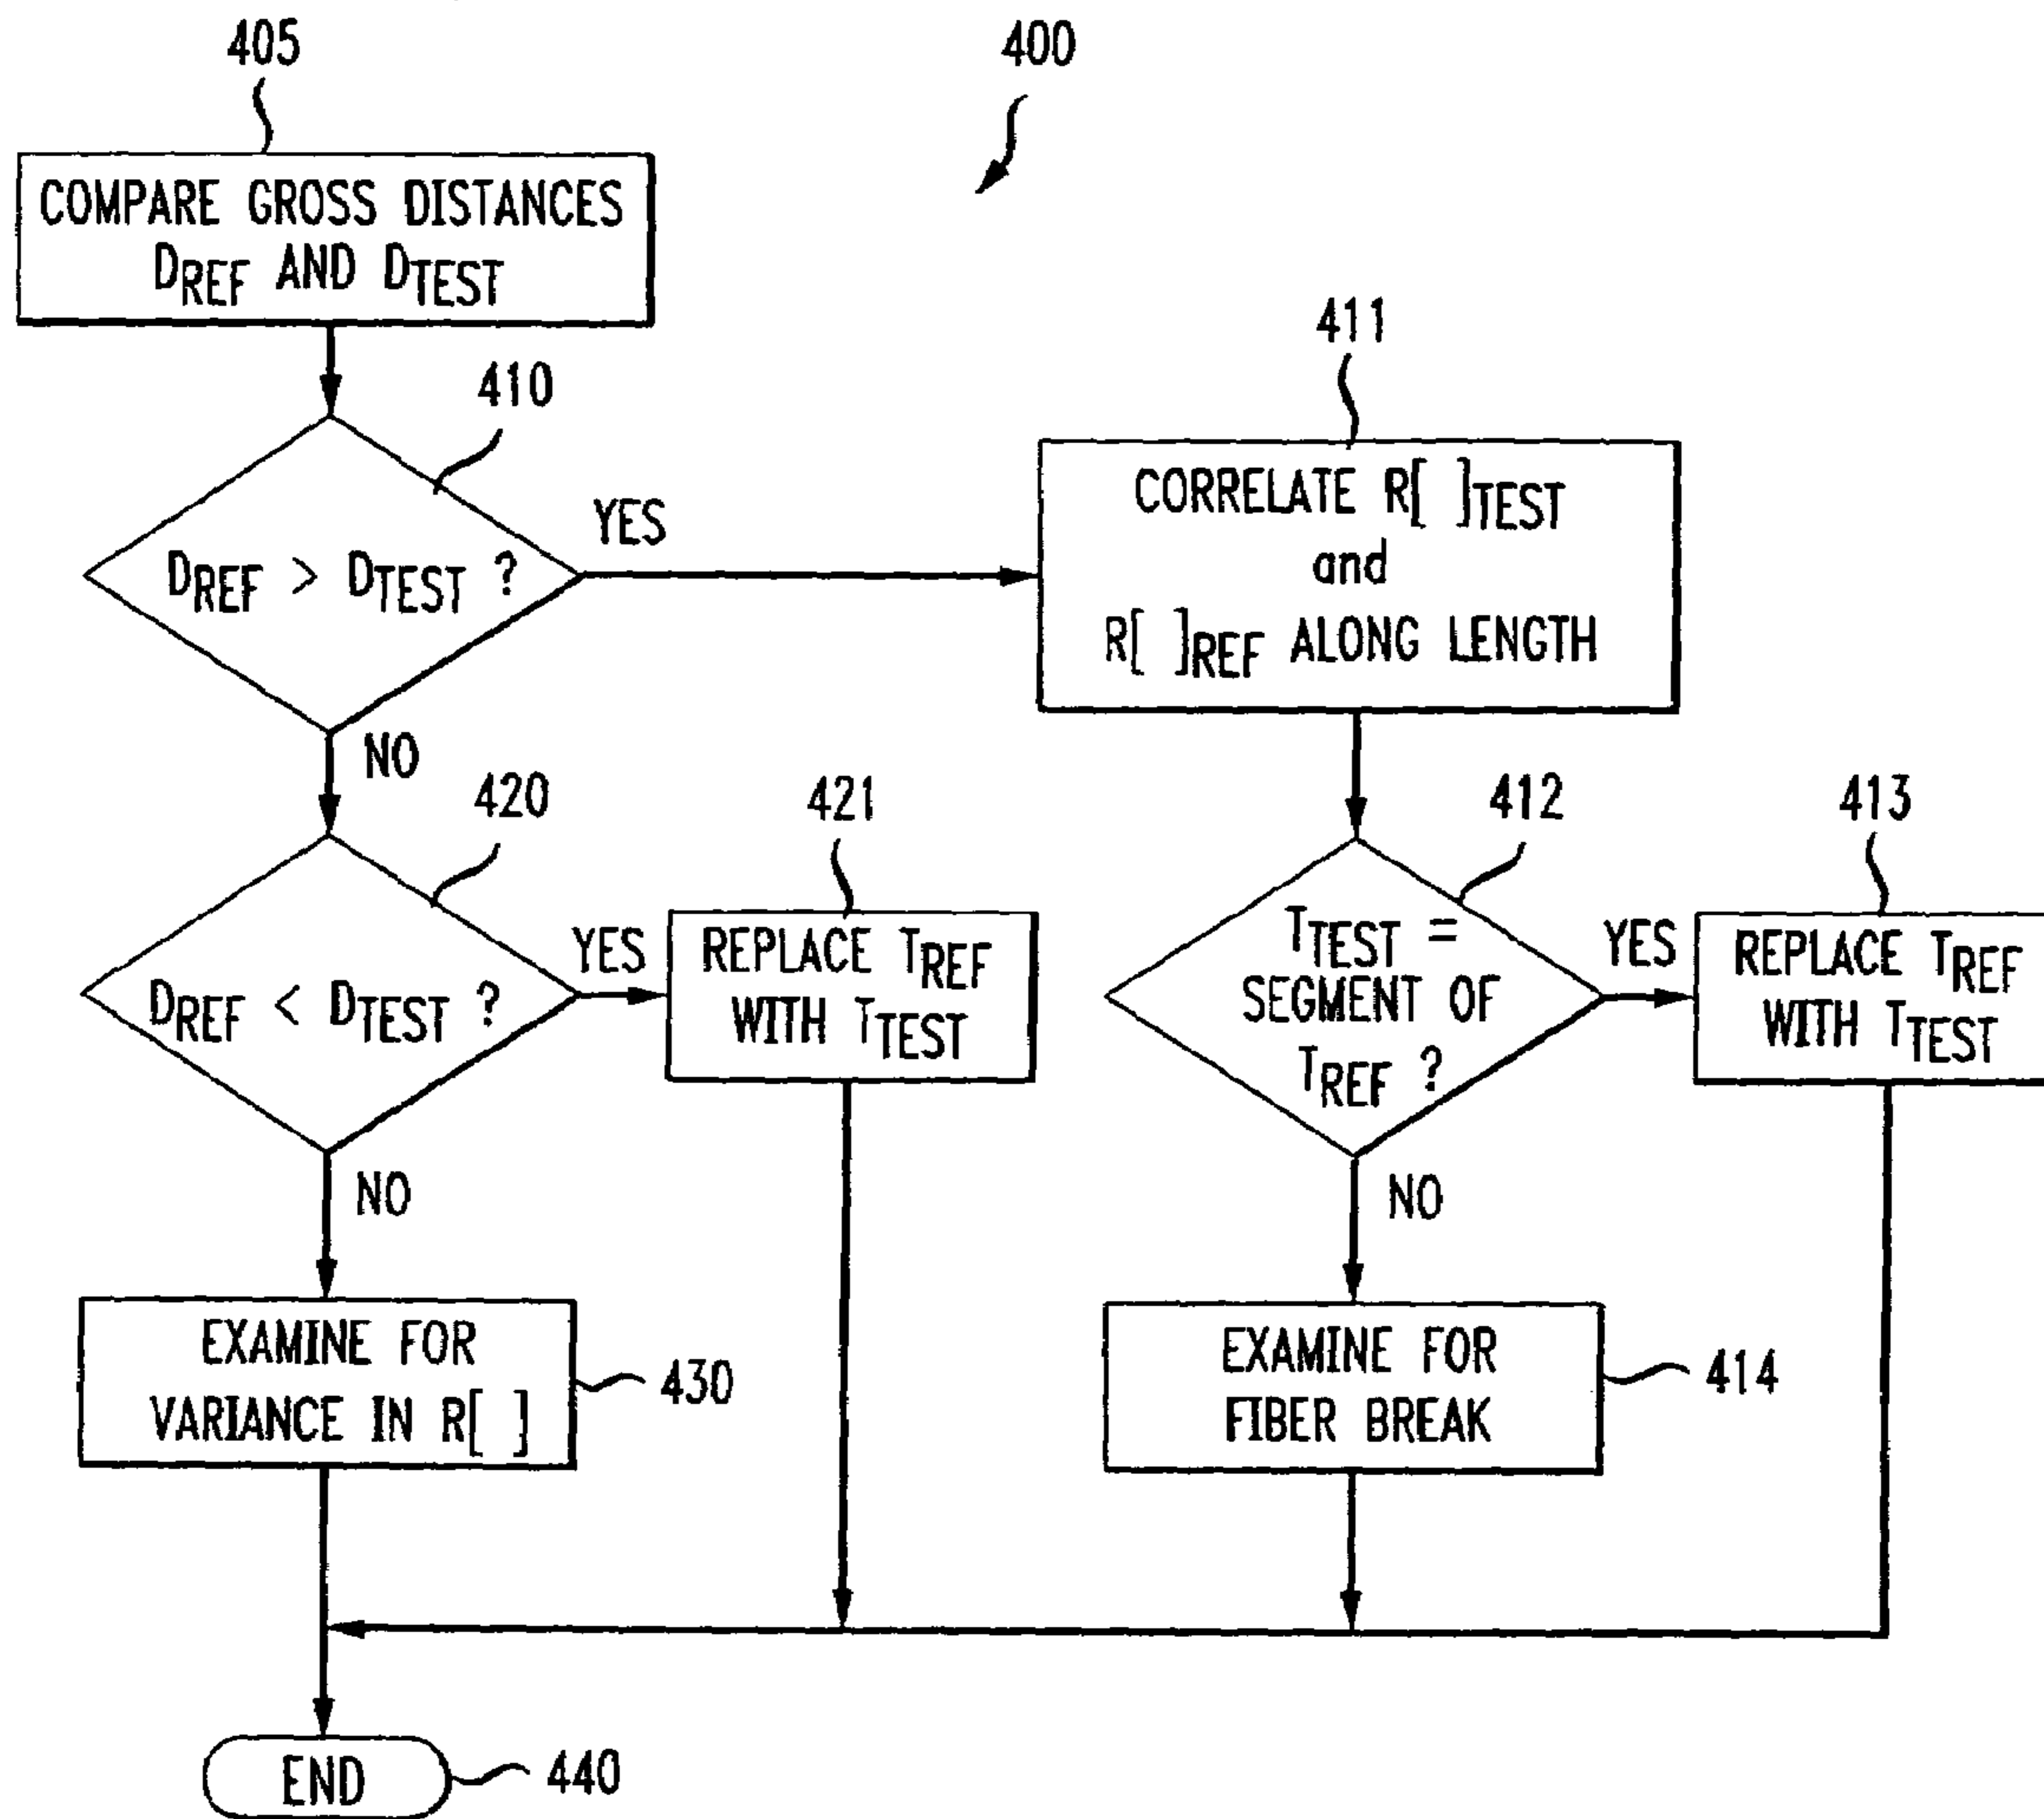 405
400
COMPARE GROSS DISTANCES
DREF AND DTEST
410
DREF > DTEST ?
YES
NO
411
CORRELATE R[ ]TEST
and
R[ ]REF ALONG LENGTH
420
DREF < DTEST ?
YES
NO
421
REPLACE TREF
WITH TTEST
412
TTEST =
SEGMENT OF
TREF ?
YES
NO
413
REPLACE TREF
WITH TTEST
EXAMINE FOR
VARIANCE IN R[ ]
430
EXAMINE FOR
FIBER BREAK
414
END
440